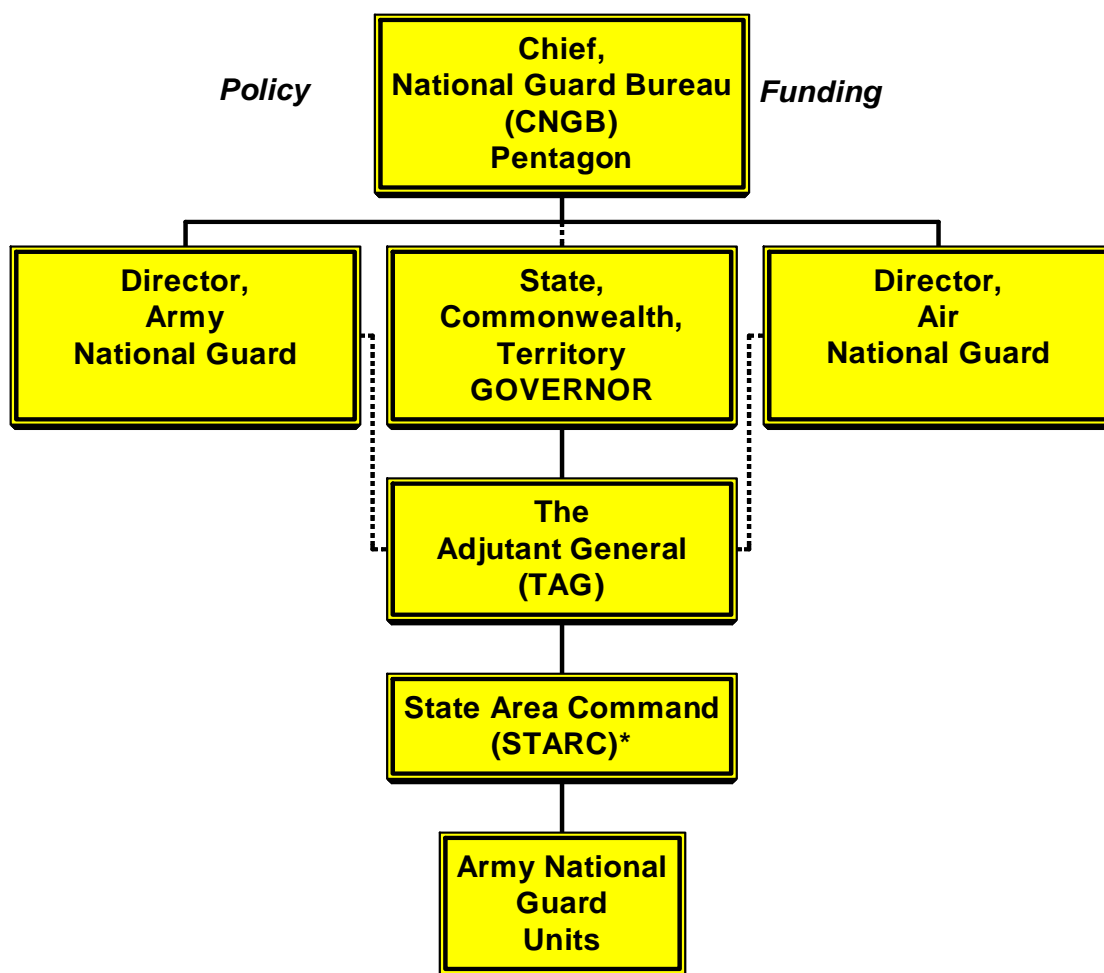 Policy
Chief,
National Guard Bureau
(CNGB)
Pentagon
Funding
Director,
Army
National Guard
State,
Commonwealth,
Territory
GOVERNOR
Director,
Air
National Guard
The
Adjutant General
(TAG)
State Area Command
(STARC)*
Army National
Guard
Units